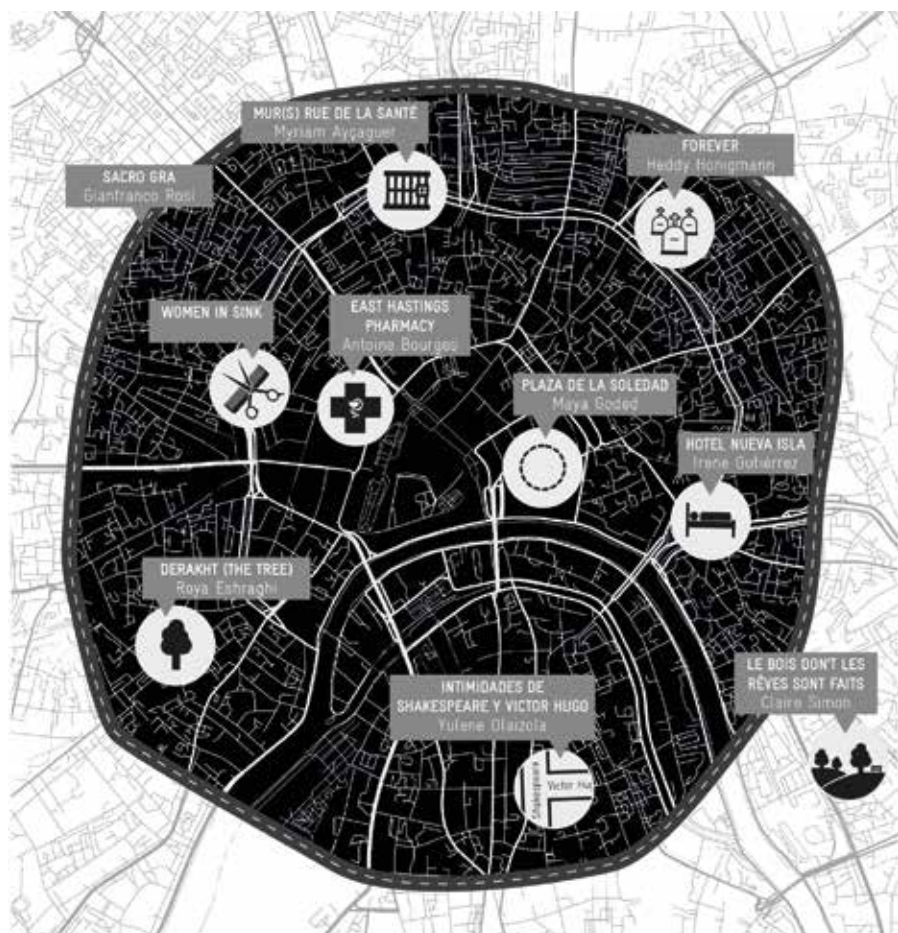 MUR(S) RUE DE LA SANTÉ
Myriam Ayçaguer
FOREVER
Heddy Honigmann
SACRO GRA
Gianfranco Rosi
WOMEN IN SINK
EAST HASTINGS
PHARMACY
Antoine Bourges
PLAZA DE LA SOLEDAD
Maya Goded
HOTEL NUEVA ISLA
Irene Gutiérrez
DERAKHT (THE TREE)
Roya Eshraghi
LE BOIS DON'T LES
RÊVES SONT FAITS
Claire Simon
INTIMIDADES DE
SHAKESPEARE Y VICTOR HUGO
Yulene Olaizola
Shakespeare
Victor Hu